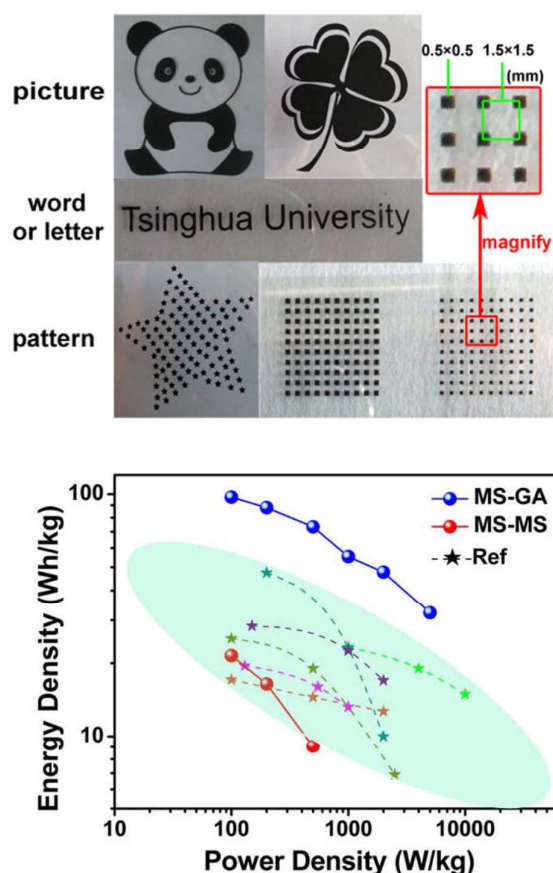 picture
0.5×0.5
1.5×1.5
(mm)
word
or letter
Tsinghua University
magnify
pattern
Energy Density (Wh/kg)
100
10
MS-GA
MS-MS
Ref
10
100
1000
10000
Power Density (W/kg)